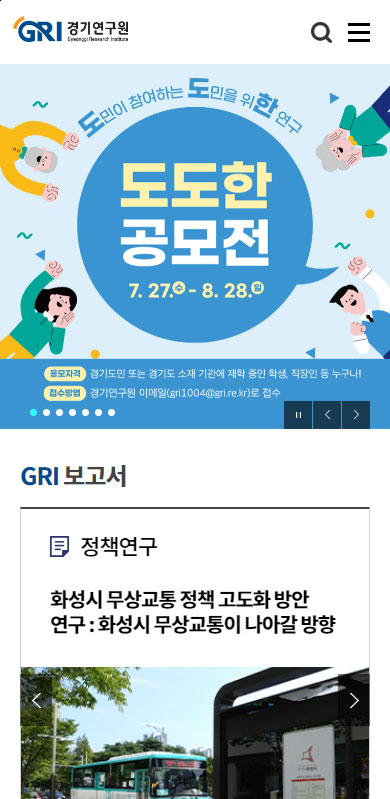 GRI 경기연구원
Gyeonggi Research Institute
도민이 참여하는 도민을 위한 연구
도도한
공모전
7. 27.수 - 8. 28.일
응모자격 경기도민 또는 경기도 소재 기관에 재학 중인 학생, 직장인 등 누구나!
접수방법 경기연구원 이메일(gri1004@gri.re.kr)로 접수
GRI 보고서
정책연구
화성시 무상교통 정책 고도화 방안
연구 : 화성시 무상교통이 나아갈 방향